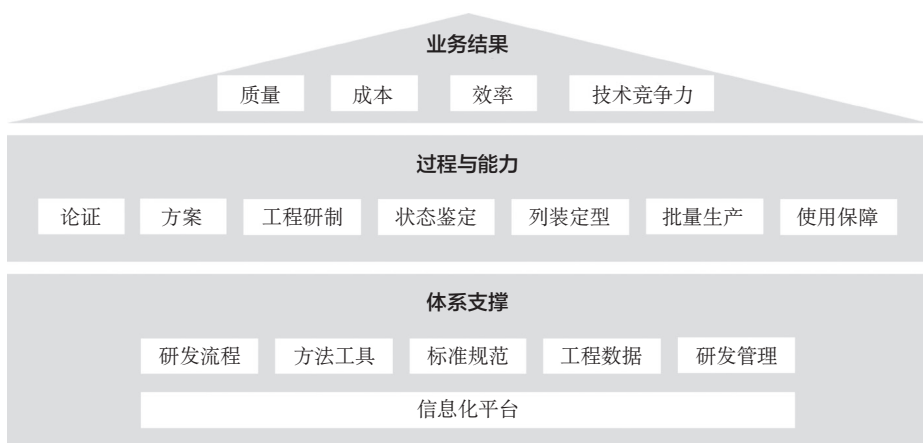 业务结果
质量 成本 效率 技术竞争力
过程与能力
论证 方案 工程研制 状态鉴定 列装定型 批量生产 使用保障
体系支撑
研发流程 方法工具 标准规范 工程数据 研发管理
信息化平台